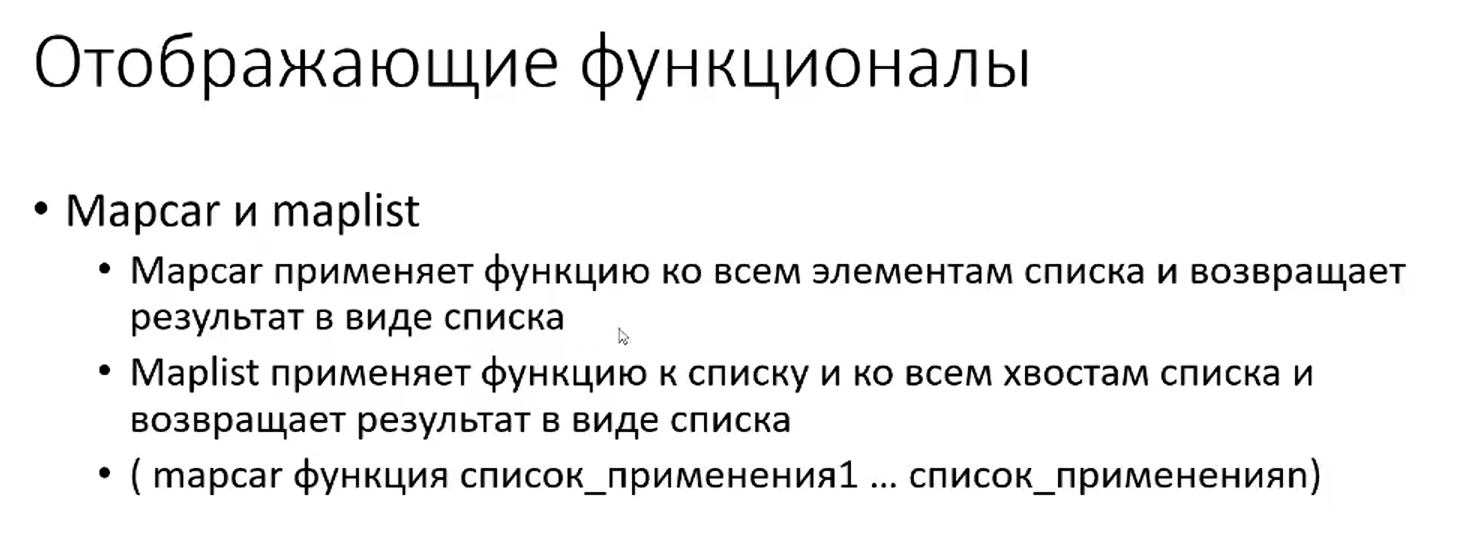 Отображающие функционалы
• Mapcar и maplist
• Mapcar применяет функцию ко всем элементам списка и возвращает
результат в виде списка
• Maplist применяет функцию к списку и ко всем хвостам списка и
возвращает результат в виде списка
• ( mapcar функция список_применения1 ... список_примененияn)